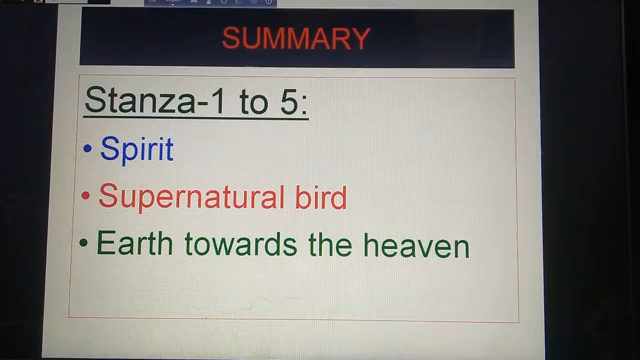 SUMMARY
Stanza-1 to 5:
• Spirit
• Supernatural bird
• Earth towards the heaven